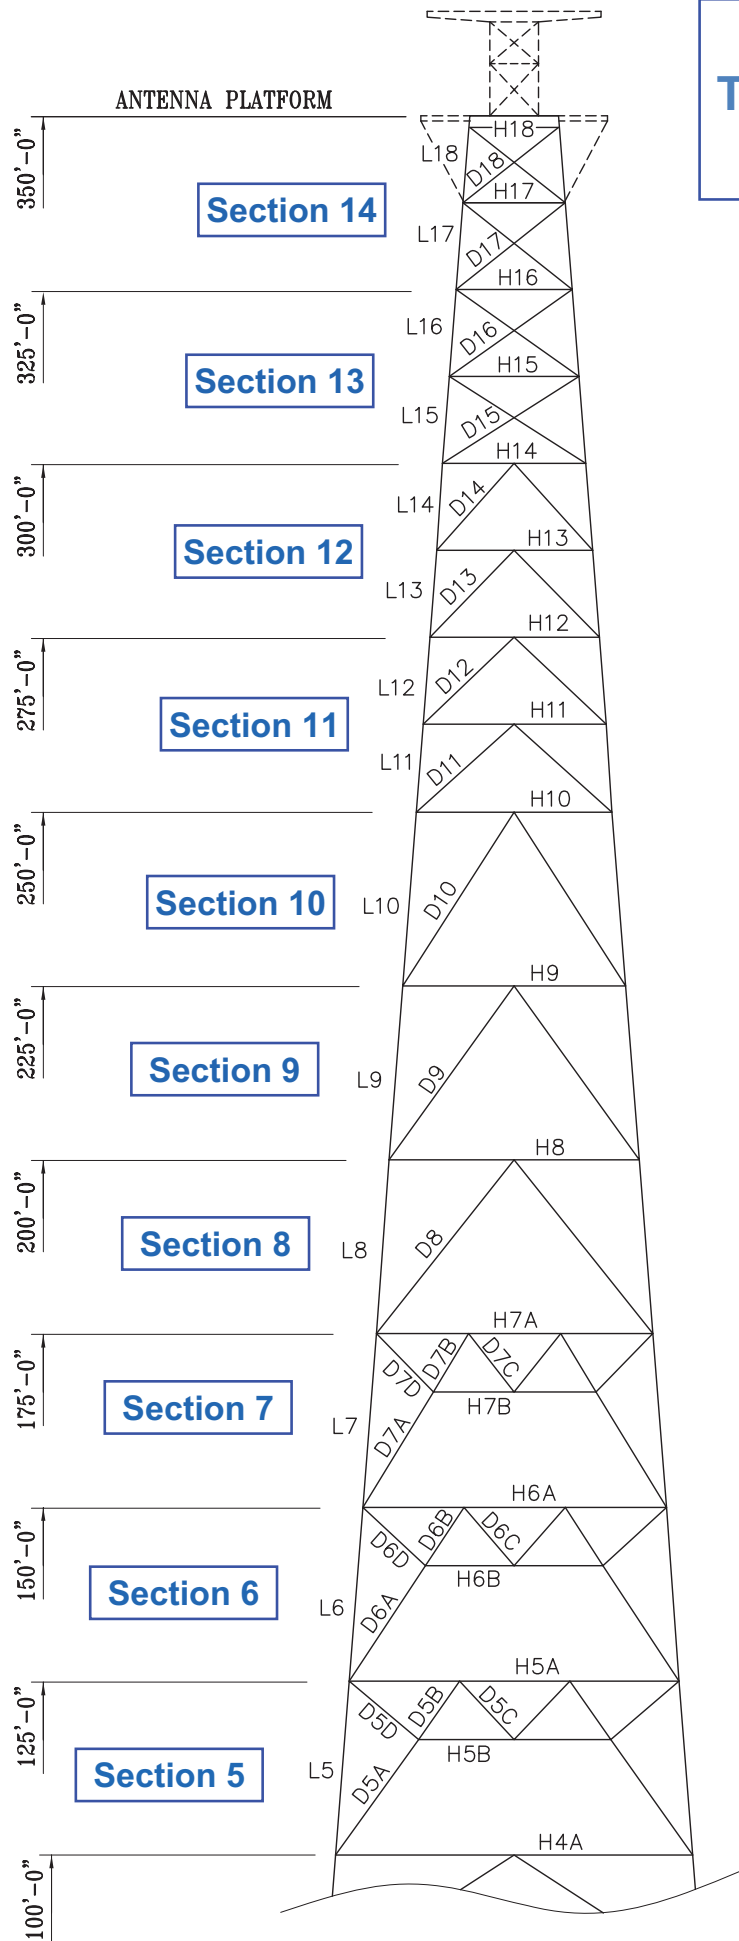 T
ANTENNA PLATFORM
350'-0"
H18
L18
D18
H17
Section 14
L17
D17
H16
325'-0"
L16
D16
H15
Section 13
L15
D15
H14
300'-0"
L14
D14
H13
Section 12
L13
D13
H12
275'-0"
L12
D12
H11
Section 11
L11
D11
H10
250'-0"
Section 10
L10
D10
H9
225'-0"
Section 9
L9
D9
H8
200'-0"
Section 8
L8
D8
H7A
175'-0"
D7D
D7B
D7C
H7B
Section 7
L7
D7A
H6A
150'-0"
D6D
D6B
D6C
H6B
Section 6
L6
D6A
H5A
125'-0"
D5D
D5B
D5C
H5B
Section 5
L5
D5A
H4A
100'-0"